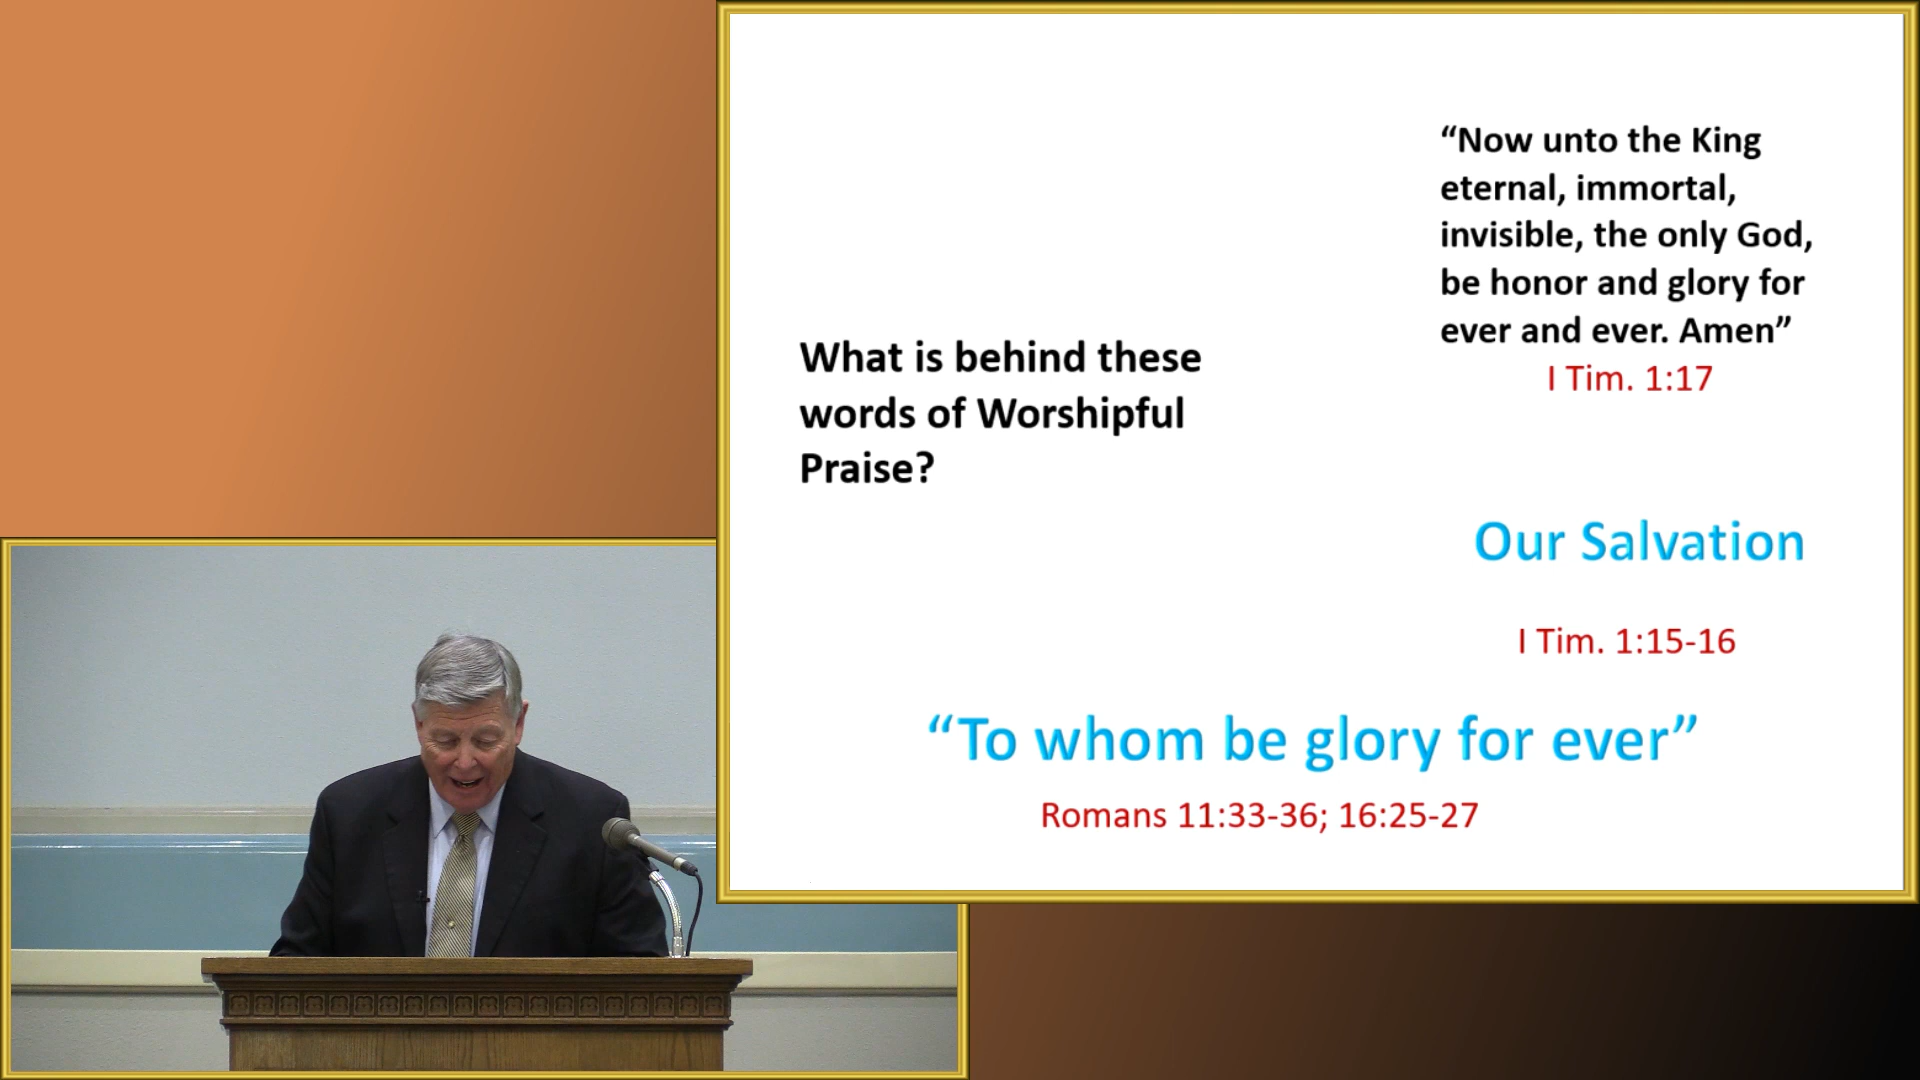 “Now unto the King
eternal, immortal,
invisible, the only God,
be honor and glory for
ever and ever. Amen”
I Tim. 1:17
What is behind these
words of Worshipful
Praise?
Our Salvation
I Tim. 1:15-16
“To whom be glory for ever”
Romans 11:33-36; 16:25-27